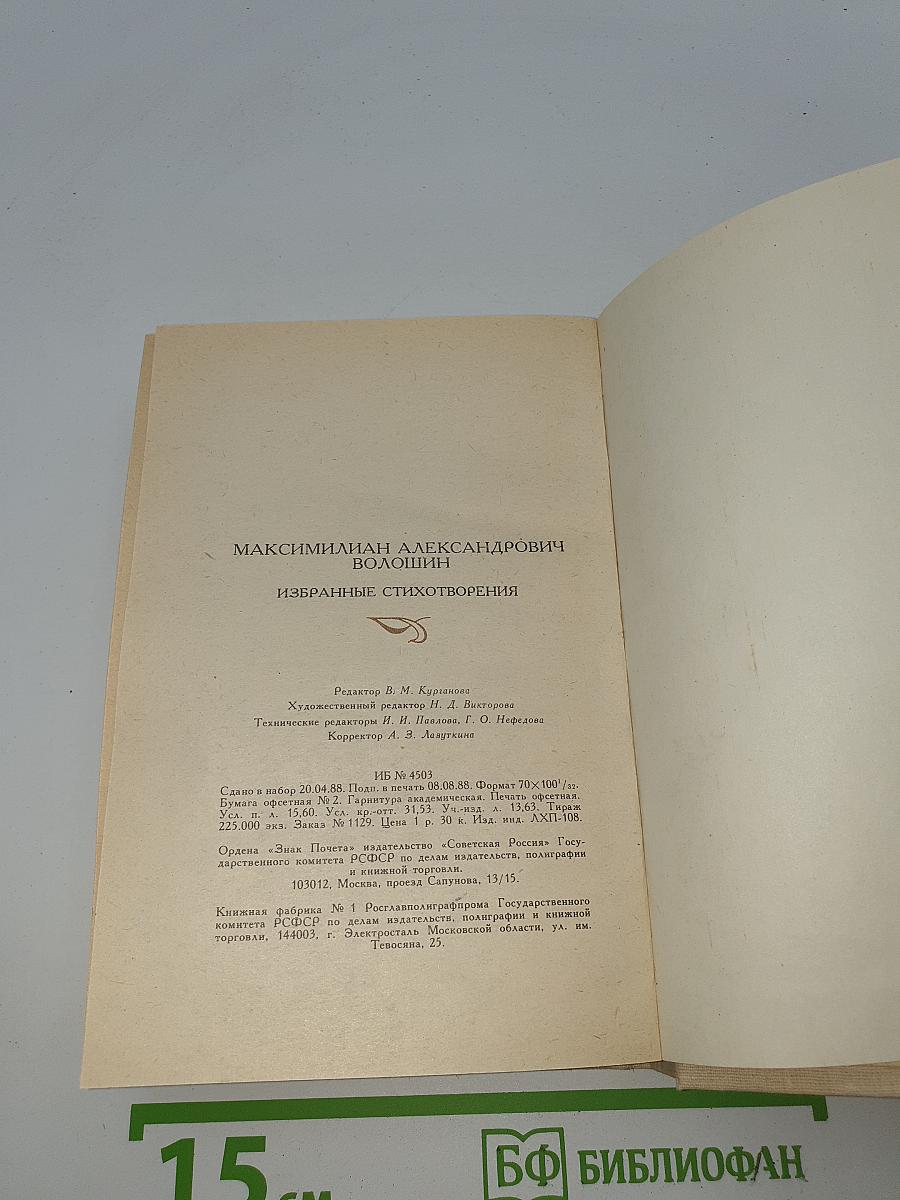 МАКСИМИЛИАН АЛЕКСАНДРОВИЧ
ВОЛОШИН
ИЗБРАННЫЕ СТИХОТВОРЕНИЯ
Редактор В. М. Курганова
Художественный редактор Н. Д. Викторова
Технические редакторы И. И. Павлова, Г. О. Нефедова
Корректор А. З. Лазуткина
ИБ № 4503
Сдано в набор 20.04.88. Подп. в печать 08.08.88. Формат 70×100¹/₃₂.
Бумага офсетная № 2. Гарнитура академическая. Печать офсетная.
Усл. п. л. 15,60. Усл. кр.-отт. 31,53. Уч.-изд. л. 13,63. Тираж
225.000 экз. Заказ № 1129. Цена 1 р. 30 к. Изд. инд. ЛХП-108.
Ордена «Знак Почета» издательство «Советская Россия» Госу-
дарственного комитета РСФСР по делам издательств, полиграфии
и книжной торговли.
103012, Москва, проезд Сапунова, 13/15.
Книжная фабрика № 1 Росглавполиграфпрома Государственного
комитета РСФСР по делам издательств, полиграфии и книжной
торговли, 144003, г. Электросталь Московской области, ул. им.
Тевосяна, 25.
15 см
БФ БИБЛИОФАН